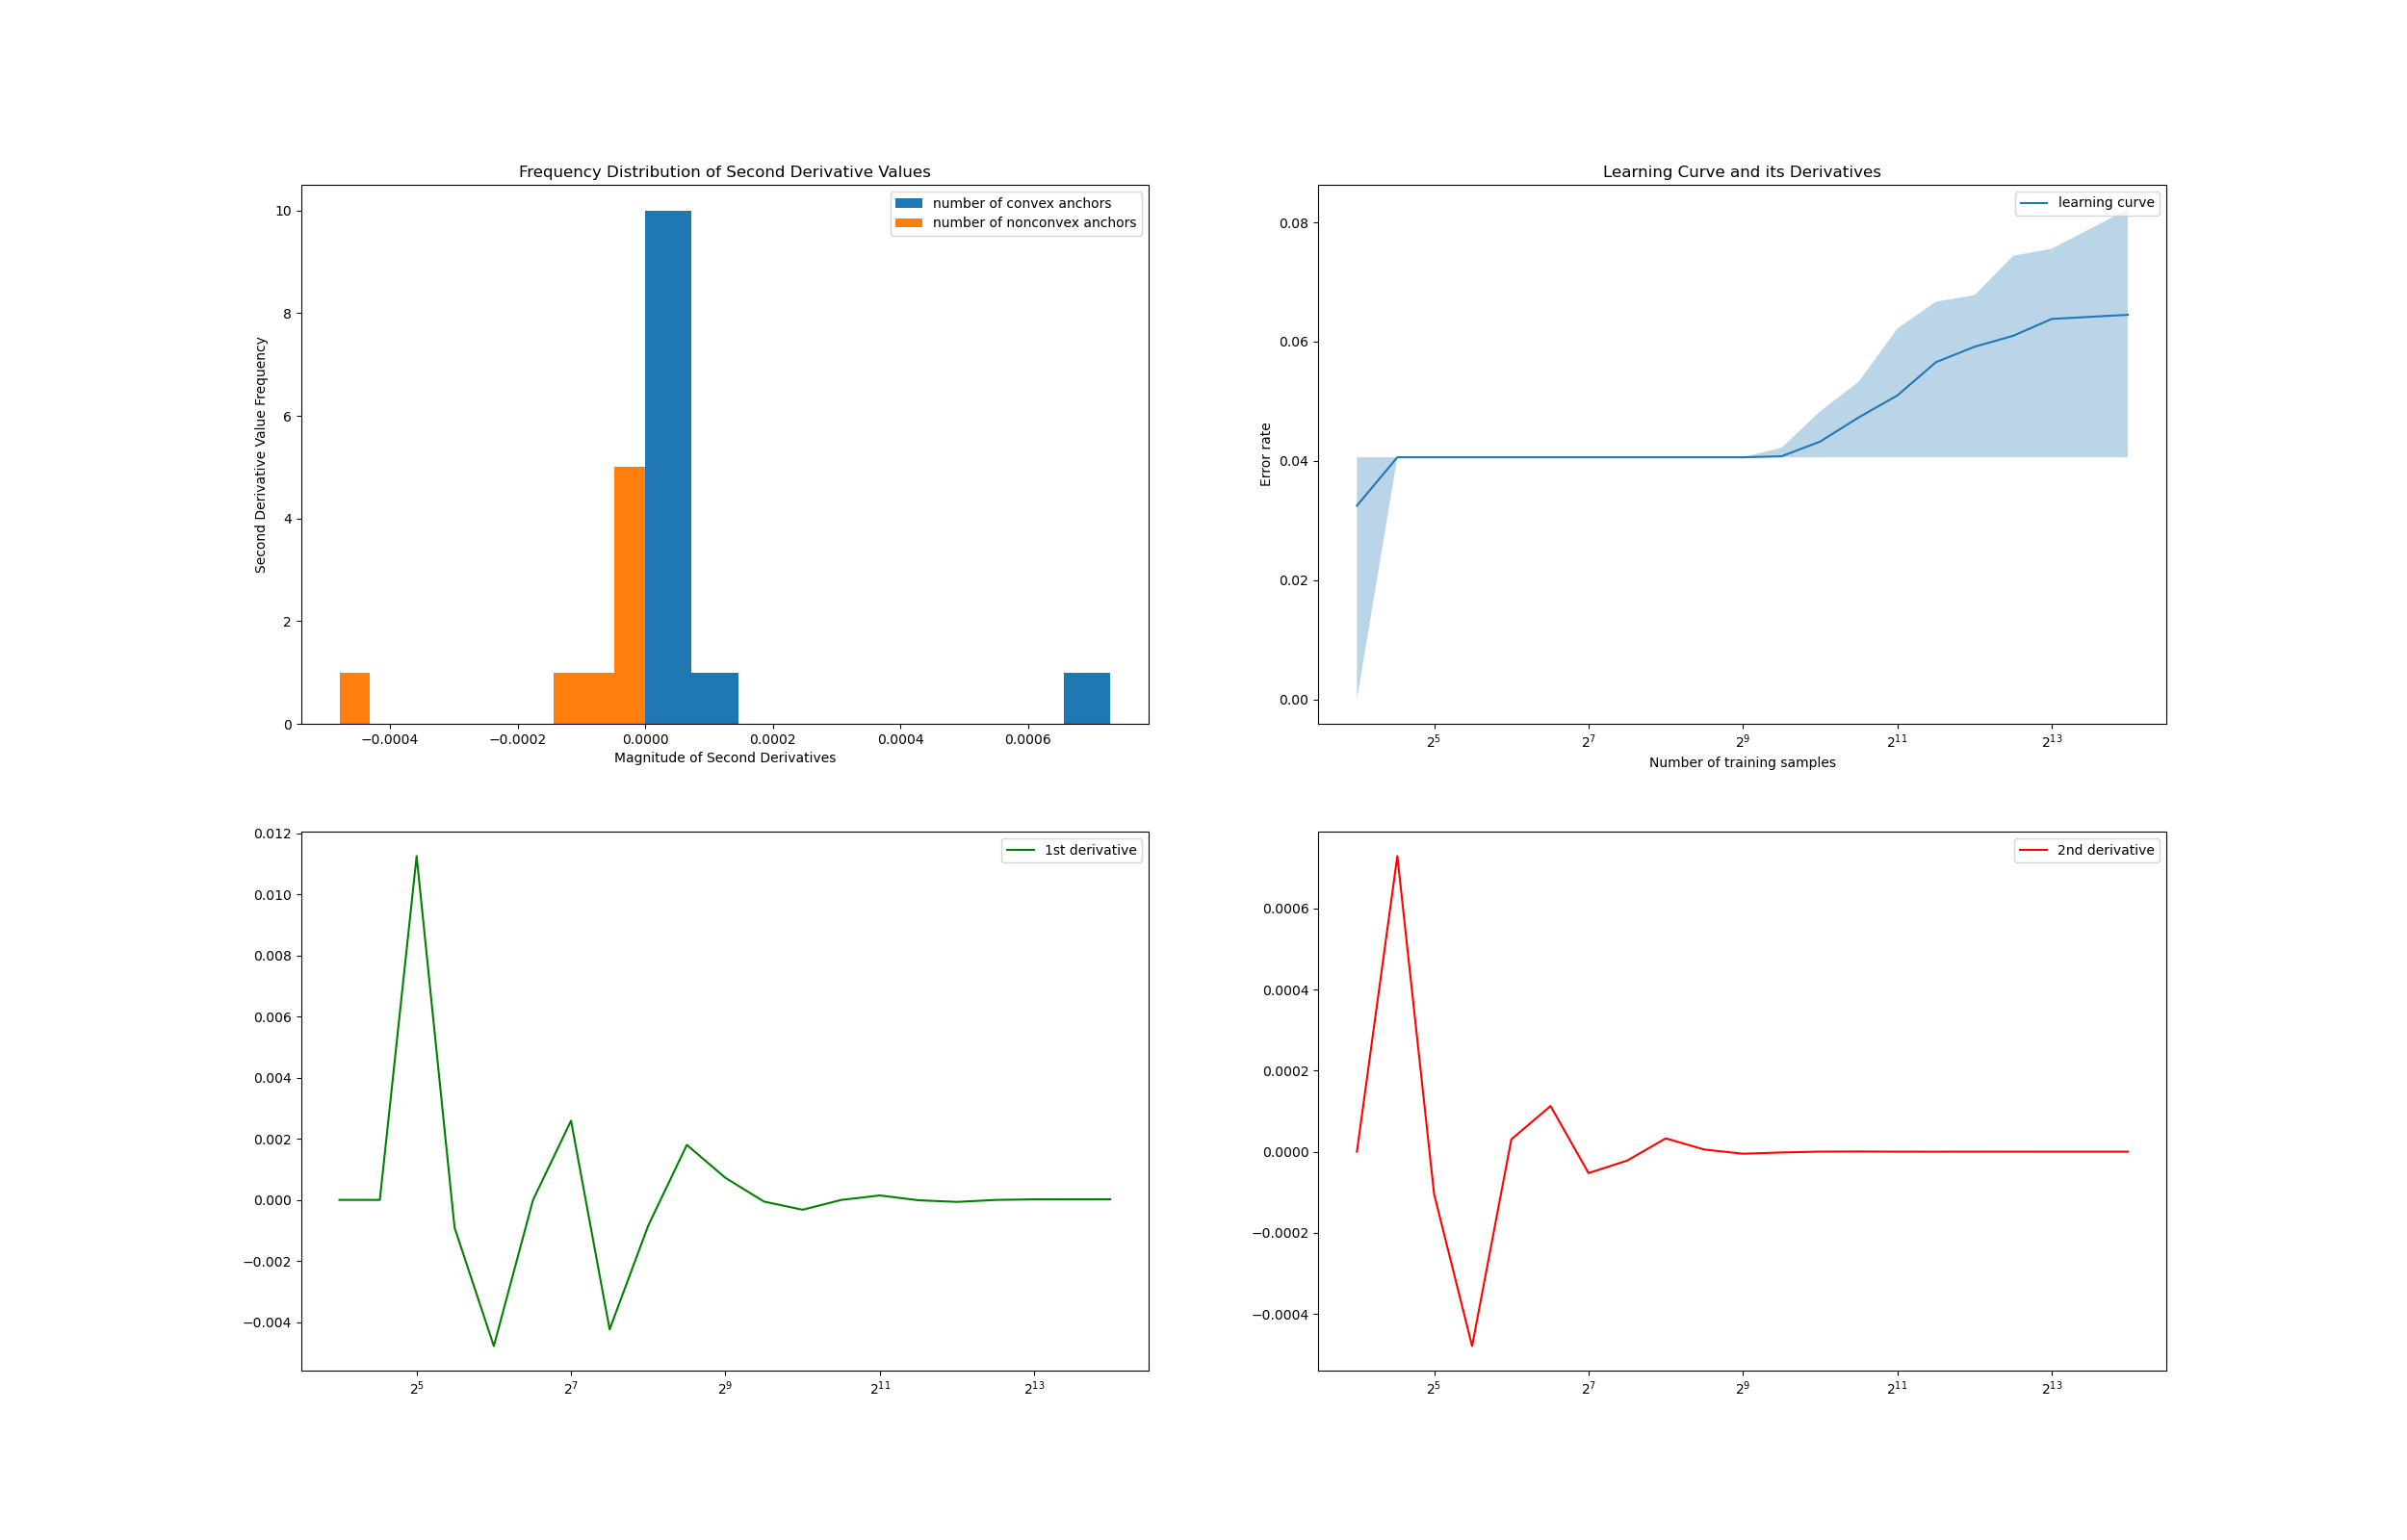 Frequency Distribution of Second Derivative Values
number of convex anchors
number of nonconvex anchors
10
8
6
4
2
0
Second Derivative Value Frequency
−0.0004 −0.0002 0.0000 0.0002 0.0004 0.0006
Magnitude of Second Derivatives
Learning Curve and its Derivatives
learning curve
0.08
0.06
0.04
0.02
0.00
Error rate
2^5 2^7 2^9 2^11 2^13
Number of training samples
1st derivative
0.012
0.010
0.008
0.006
0.004
0.002
0.000
−0.002
−0.004
2^5 2^7 2^9 2^11 2^13
2nd derivative
0.0006
0.0004
0.0002
0.0000
−0.0002
−0.0004
2^5 2^7 2^9 2^11 2^13